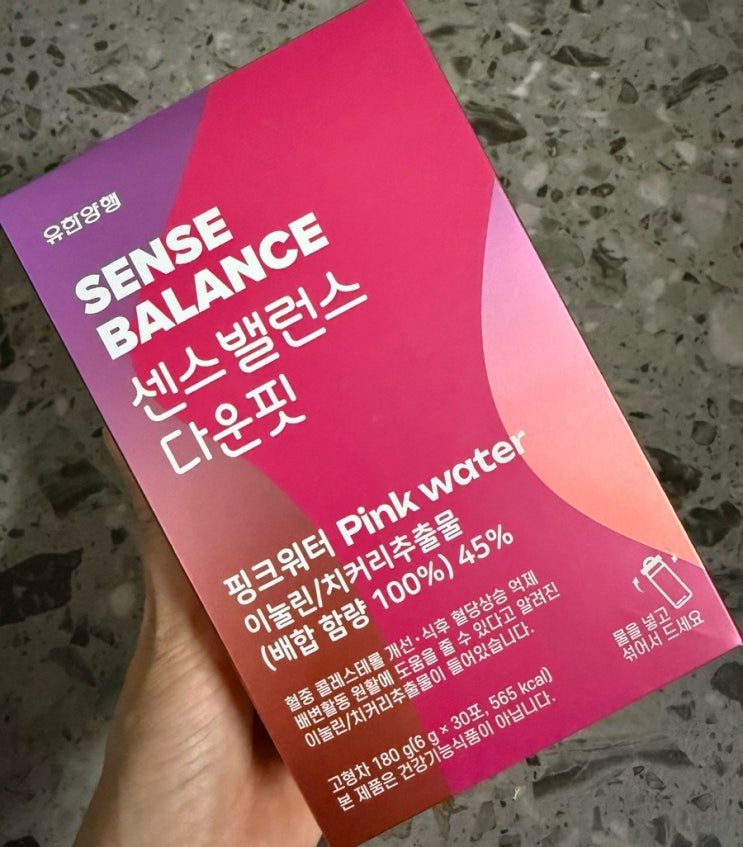 유한양행
SENSE
BALANCE
센스밸런스
다운핏
핑크워터 Pink water
이눌린/치커리추출물
(배합 함량 100%) 45%
혈중 콜레스테롤 개선·식후 혈당상승 억제
배변활동 원활에 도움을 줄 수 있다고 알려진
이눌린/치커리추출물이 들어있습니다.
고형차 180 g(6 g × 30포, 565 kcal)
본 제품은 건강기능식품이 아닙니다.
물을 넣고
섞어서 드세요